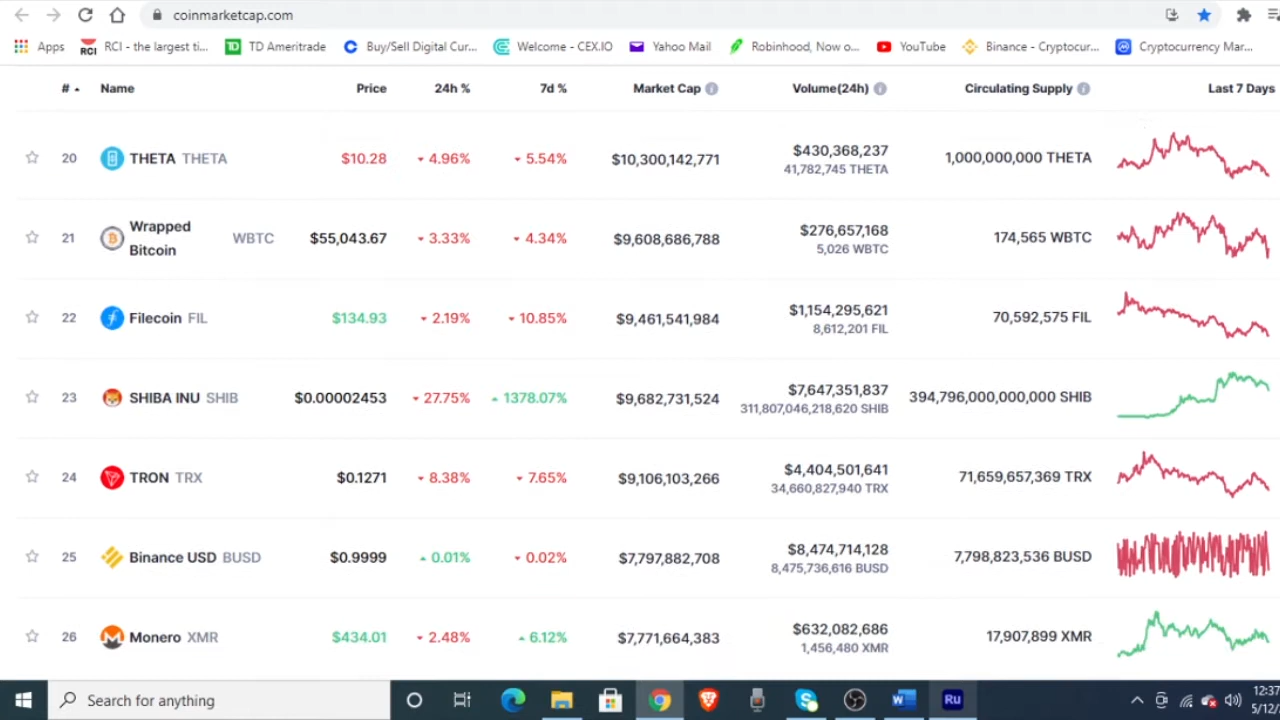 coinmarketcap.com
Apps RCI RCI - the largest ti... TD TD Ameritrade Buy/Sell Digital Cur... Welcome - CEX.IO Yahoo Mail Robinhood, Now o... YouTube Binance - Cryptocur... Cryptocurrency Mar...
# Name Price 24h % 7d % Market Cap Volume(24h) Circulating Supply Last 7 Days
20 THETA THETA $10.28 4.96% 5.54% $10,300,142,771 $430,368,237 1,000,000,000 THETA
41,782,745 THETA
21 Wrapped Bitcoin WBTC $55,043.67 3.33% 4.34% $9,608,686,788 $276,657,168 174,565 WBTC
5,026 WBTC
22 Filecoin FIL $134.93 2.19% 10.85% $9,461,541,984 $1,154,295,621 70,592,575 FIL
8,612,201 FIL
23 SHIBA INU SHIB $0.00002453 27.75% 1378.07% $9,682,731,524 $7,647,351,837 394,796,000,000,000 SHIB
311,807,046,218,620 SHIB
24 TRON TRX $0.1271 8.38% 7.65% $9,106,103,266 $4,404,501,641 71,659,657,369 TRX
34,660,827,940 TRX
25 Binance USD BUSD $0.9999 0.01% 0.02% $7,797,882,708 $8,474,714,128 7,798,823,536 BUSD
8,475,736,616 BUSD
26 Monero XMR $434.01 2.48% 6.12% $7,771,664,383 $632,082,686 17,907,899 XMR
1,456,480 XMR
Search for anything Ru 12:37
5/12/